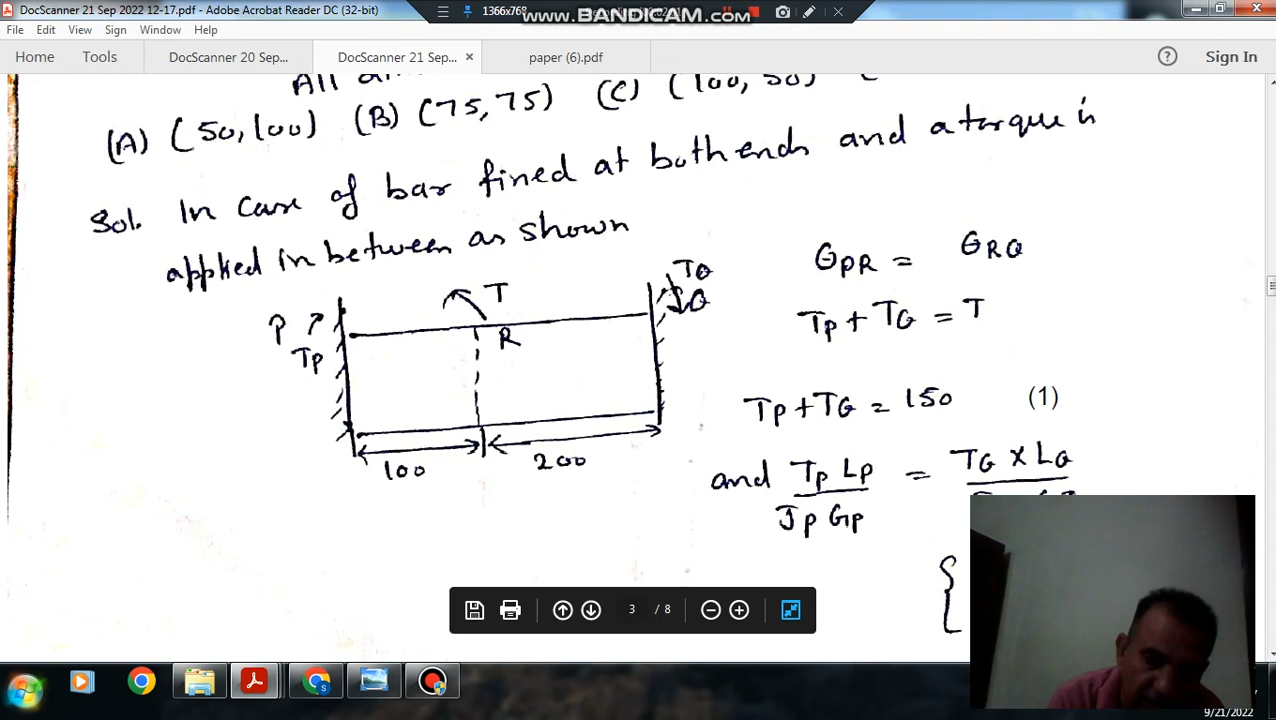 DocScanner 21 Sep 2022 12-17.pdf - Adobe Acrobat Reader DC (32-bit)
1366x768
www.BANDICAM.com
File Edit View Sign Window Help
Home Tools DocScanner 20 Sep... DocScanner 21 Sep... × paper (6).pdf Sign In
All
(A) (50,100) (B) (75,75) (C) (100, 50)
Sol. In case of bar fined at both ends and a torque is
applied in between as shown
T
P
TP
R
TQ
100
200
θPR = θRQ
TP + TQ = T
TP + TQ = 150 (1)
and TP LP = TQ × LQ
JP GP
{
3 / 8
9/21/2022